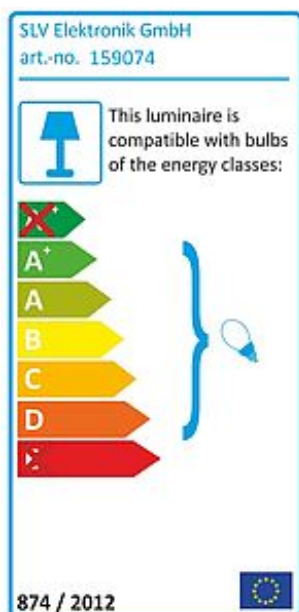 SLV Elektronik GmbH
art.-no. 159074
This luminaire is
compatible with bulbs
of the energy classes:
A+
A
B
C
D
874 / 2012